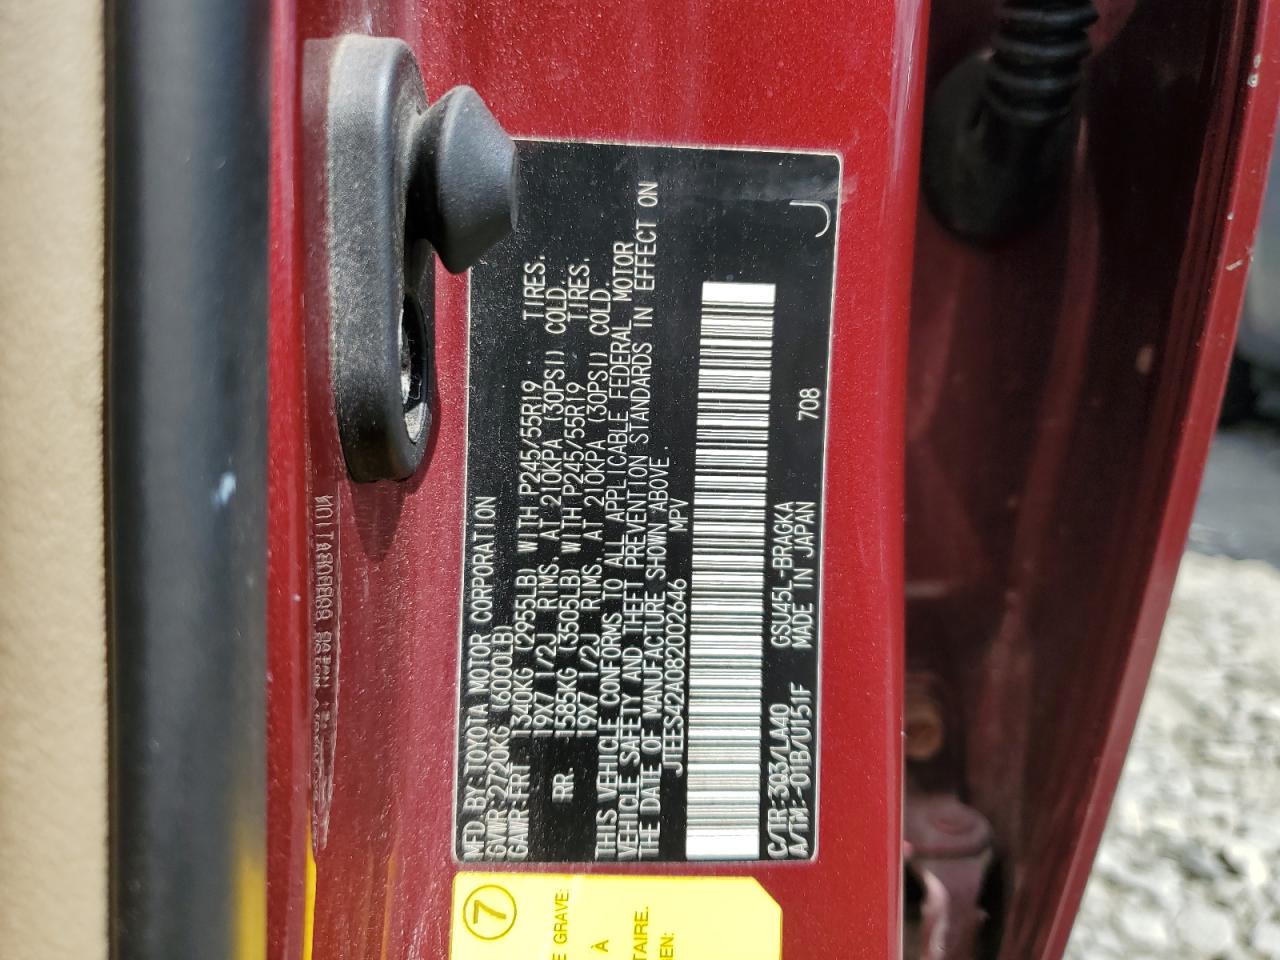 MFD.BY:TOYOTA MOTOR CORPORATION
GVWR:2720KG (6000LB)
GAWR:FRT 1340KG (2955LB) WITH P245/55R19 TIRES.
19X7 1/2J RIMS, AT 210KPA (30PSI) COLD.
RR. 1585KG (3505LB) WITH P245/55R19 TIRES.
19X7 1/2J RIMS, AT 210KPA (30PSI) COLD.
THIS VEHICLE CONFORMS TO ALL APPLICABLE FEDERAL MOTOR
VEHICLE SAFETY AND THEFT PREVENTION STANDARDS IN EFFECT ON
THE DATE OF MANUFACTURE SHOWN ABOVE.
JTEES42A082002646 MPV
C/TR:3Q3/LA40 GSU45L-BRAGKA
A/TM:-01B/U151F MADE IN JAPAN 708
J
7
E GRAVE:
À
TAIRE.
IEN: